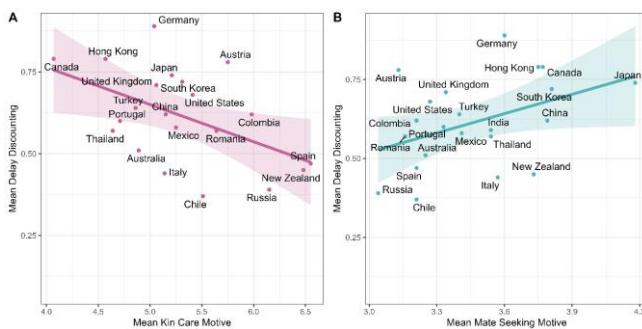 A
Mean Delay Discounting
0.75
0.50
0.25
Germany
Hong Kong
Canada
Japan
Austria
United Kingdom
South Korea
Turkey
United States
Portugal
China
Colombia
Thailand
Mexico
Romania
Australia
Spain
Italy
New Zealand
Chile
Russia
4.0
4.5
5.0
5.5
6.0
6.5
Mean Kin Care Motive
B
Mean Delay Discounting
0.75
0.50
0.25
Germany
Austria
Hong Kong
Canada
Japan
United Kingdom
South Korea
United States
Turkey
Colombia
India
China
Portugal
Romania
Australia
Mexico
Thailand
Spain
New Zealand
Russia
Italy
Chile
3.0
3.3
3.6
3.9
Mean Mate Seeking Motive